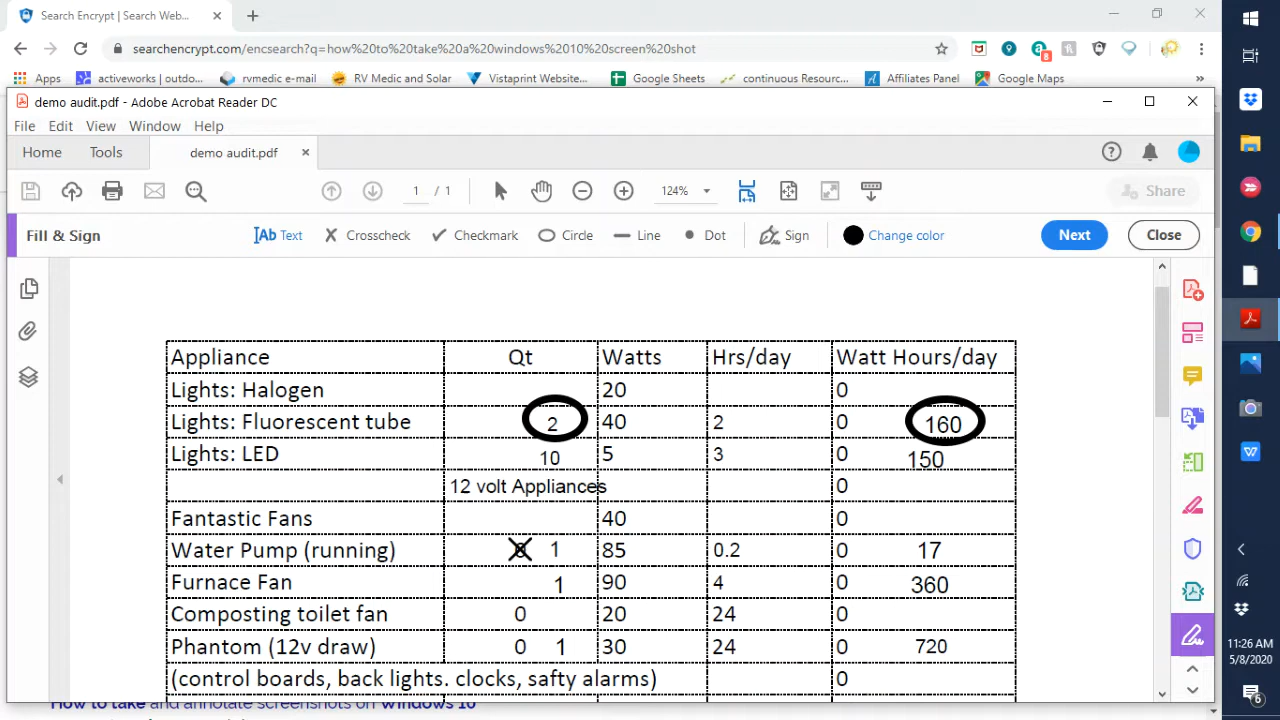 Search Encrypt | Search Web...
searchencrypt.com/encsearch?q=how%20to%20take%20a%20windows%2010%20screen%20shot
8
Apps activeworks | outdo... rvmedic e-mail RV Medic and Solar Vistaprint Website... Google Sheets continuous Resourc... Affiliates Panel Google Maps »
demo audit.pdf - Adobe Acrobat Reader DC
File Edit View Window Help
Home Tools demo audit.pdf ×
1 / 1 124% Share
Fill & Sign Text Crosscheck Checkmark Circle Line Dot Sign Change color Next Close
Appliance Qt Watts Hrs/day Watt Hours/day
Lights: Halogen 20 0
Lights: Fluorescent tube 2 40 2 0 160
Lights: LED 10 5 3 0 150
12 volt Appliances 0
Fantastic Fans 40 0
Water Pump (running) 0 1 85 0.2 0 17
Furnace Fan 1 90 4 0 360
Composting toilet fan 0 20 24 0
Phantom (12v draw) 0 1 30 24 0 720
(control boards, back lights. clocks, safty alarms) 0
How to take and annotate screenshots on Windows 10
11:26 AM
5/8/2020
6